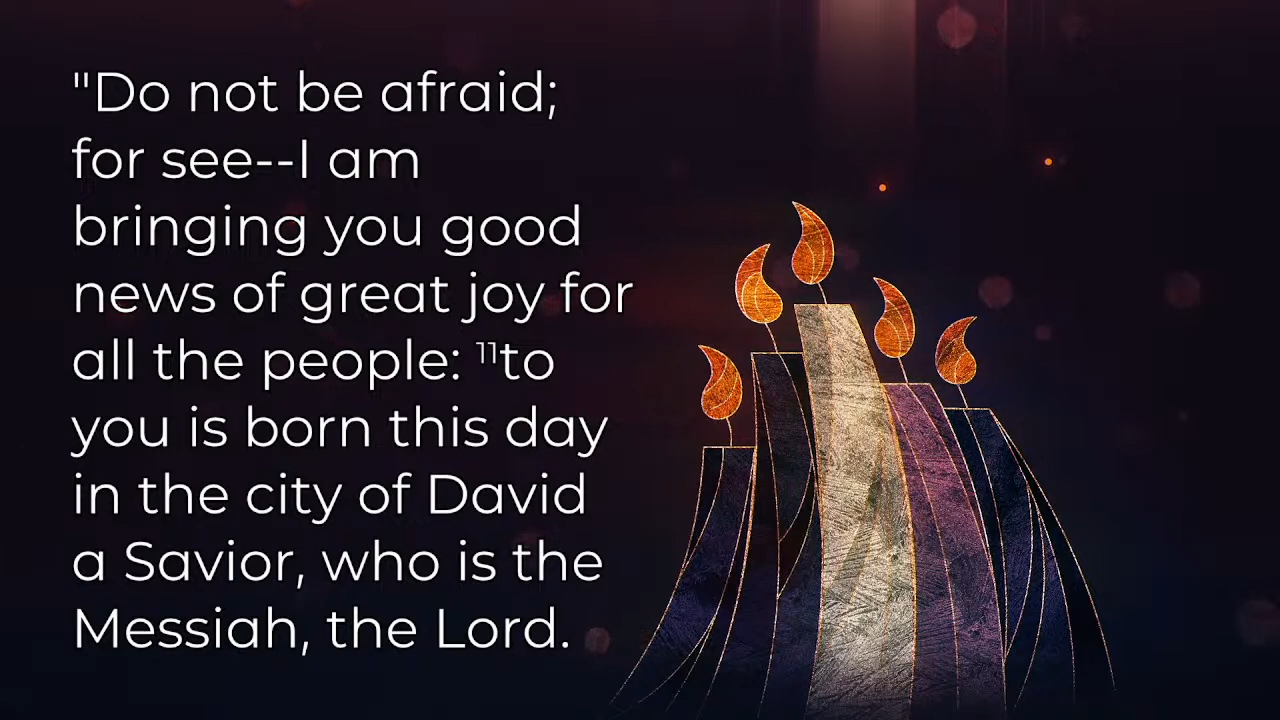 "Do not be afraid;
for see--I am
bringing you good
news of great joy for
all the people: ¹¹to
you is born this day
in the city of David
a Savior, who is the
Messiah, the Lord.